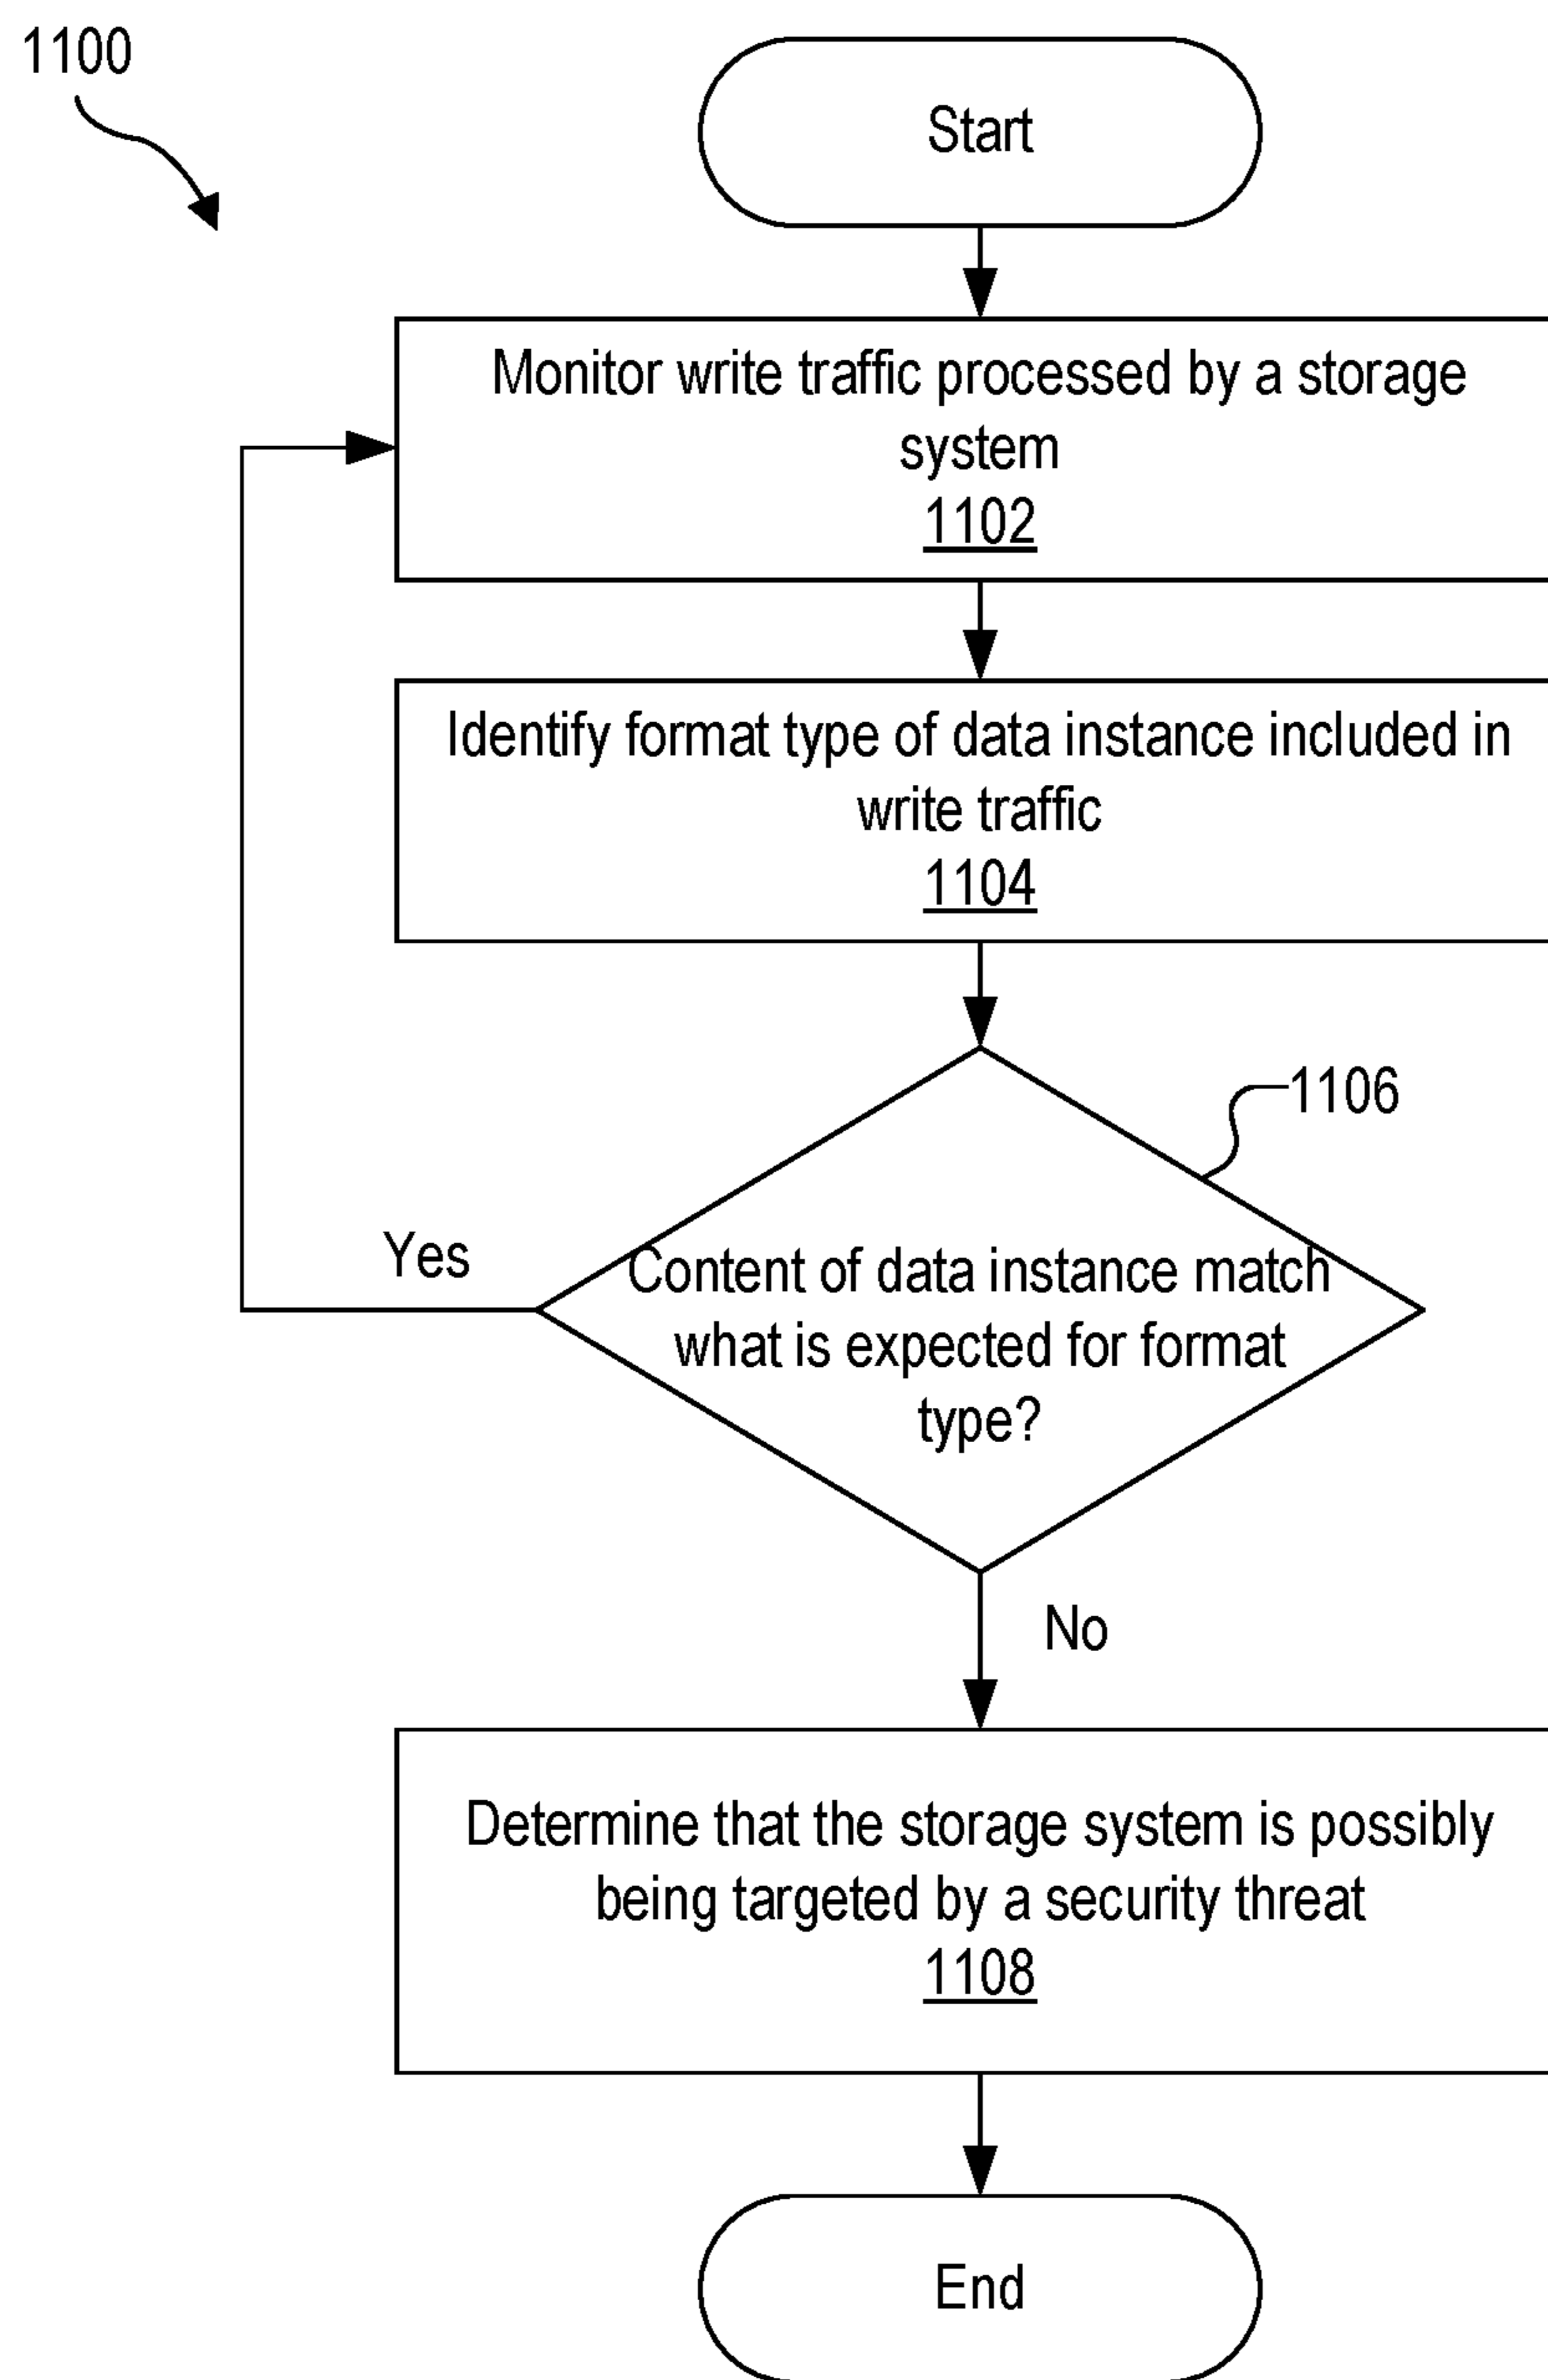 1100
Start
Monitor write traffic processed by a storage
system
1102
Identify format type of data instance included in
write traffic
1104
1106
Yes
Content of data instance match
what is expected for format
type?
No
Determine that the storage system is possibly
being targeted by a security threat
1108
End